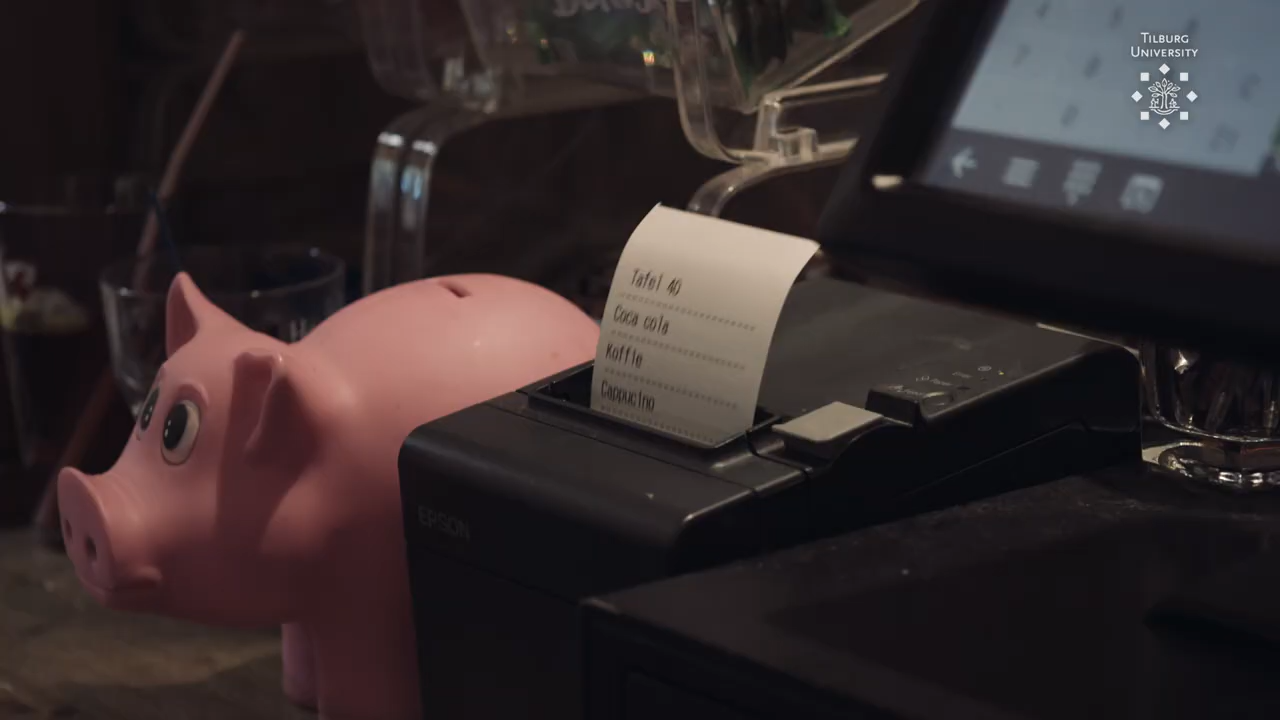 TILBURG
UNIVERSITY
Tafel 40
Coca cola
Koffie
Cappucino
EPSON